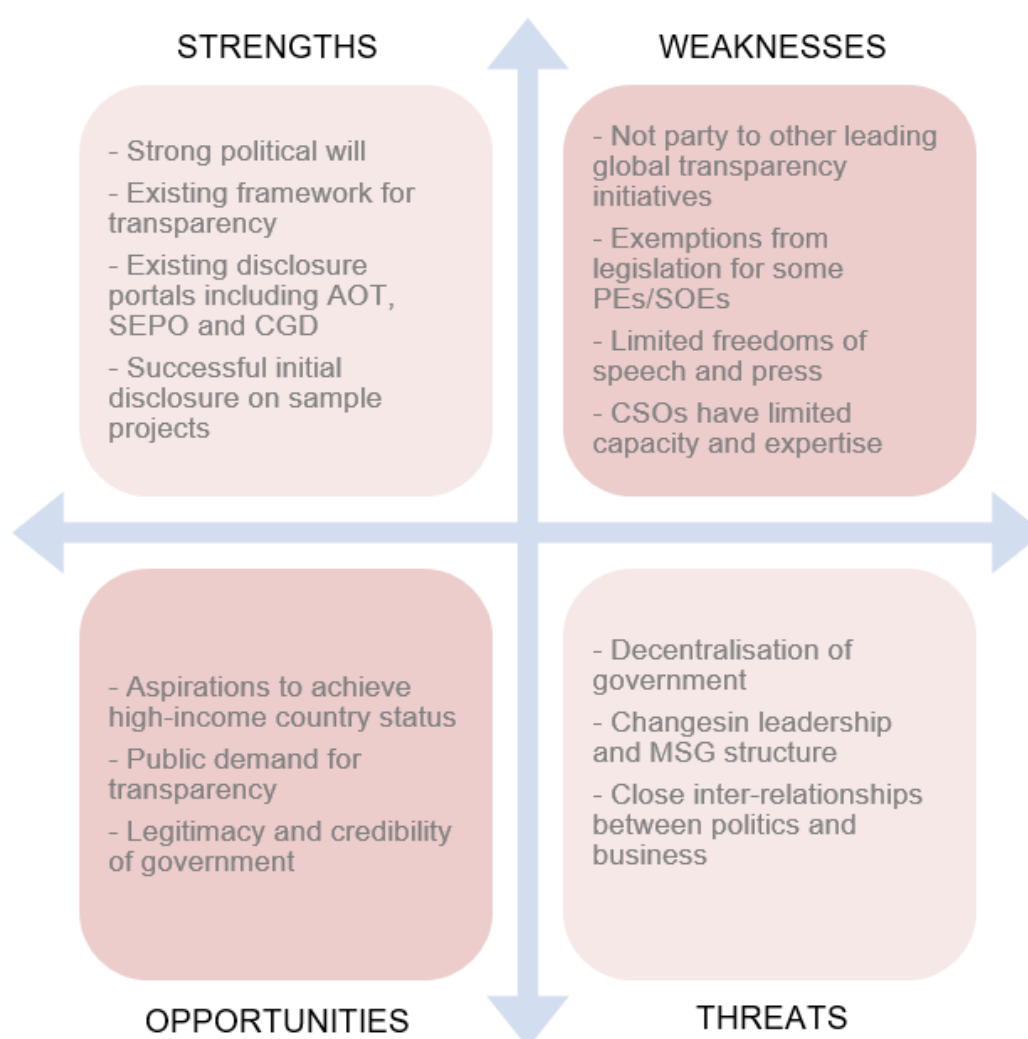 STRENGTHS
- Strong political will
- Existing framework for
transparency
- Existing disclosure
portals including AOT,
SEPO and CGD
- Successful initial
disclosure on sample
projects
WEAKNESSES
- Not party to other leading
global transparency
initiatives
- Exemptions from
legislation for some
PEs/SOEs
- Limited freedoms of
speech and press
- CSOs have limited
capacity and expertise
- Aspirations to achieve
high-income country status
- Public demand for
transparency
- Legitimacy and credibility
of government
OPPORTUNITIES
- Decentralisation of
government
- Changesin leadership
and MSG structure
- Close inter-relationships
between politics and
business
THREATS